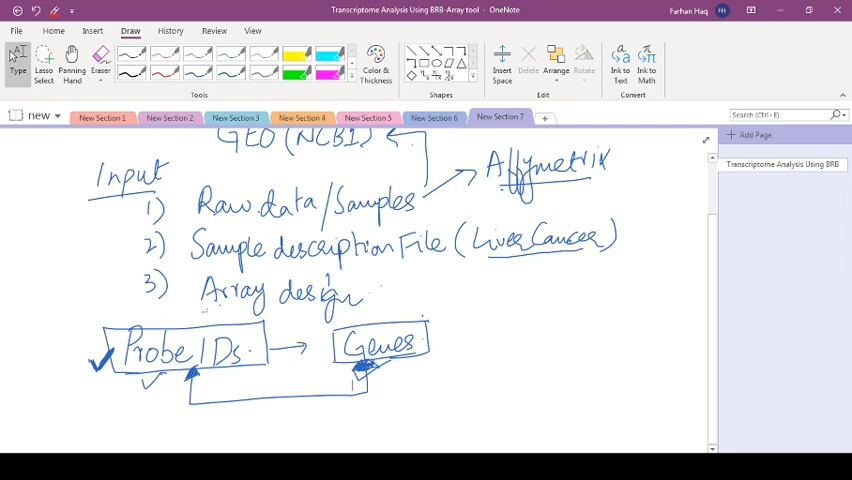 Transcriptome Analysis Using BRB-Array tool - OneNote
Farhan Haq
FH
File Home Insert Draw History Review View
Type
Lasso Select
Panning Hand
Eraser
Color & Thickness
Insert Space
Delete
Arrange
Rotate
Ink to Text
Ink to Math
Tools
Shapes
Edit
Convert
new
New Section 1
New Section 2
New Section 3
New Section 4
New Section 5
New Section 6
New Section 7
Search (Ctrl+E)
Add Page
Transcriptome Analysis Using BRB
GEO (NCBI)
Input
Affymetrix
1) Raw data/Samples
2) Sample description File (Liver Cancer)
3) Array design
Probe IDs.
Genes